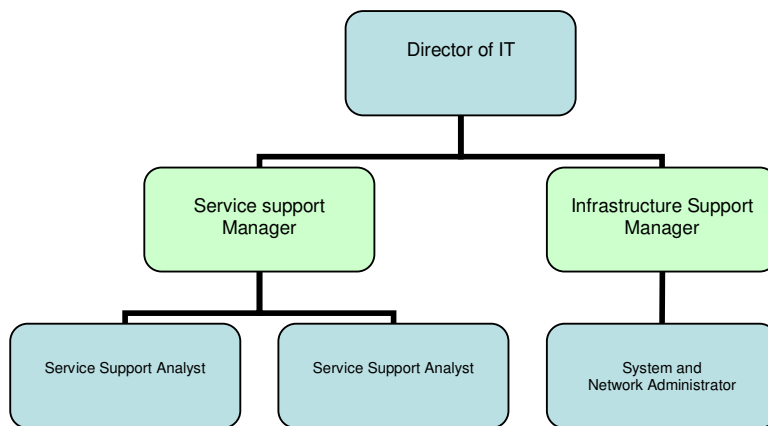 Director of IT
Service support
Manager
Infrastructure Support
Manager
Service Support Analyst
Service Support Analyst
System and
Network Administrator